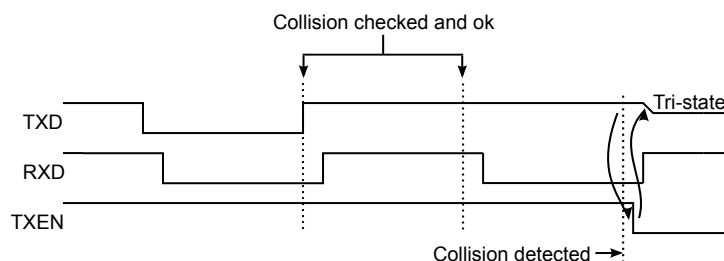 Collision checked and ok
Tri-state
TXD
RXD
TXEN
Collision detected